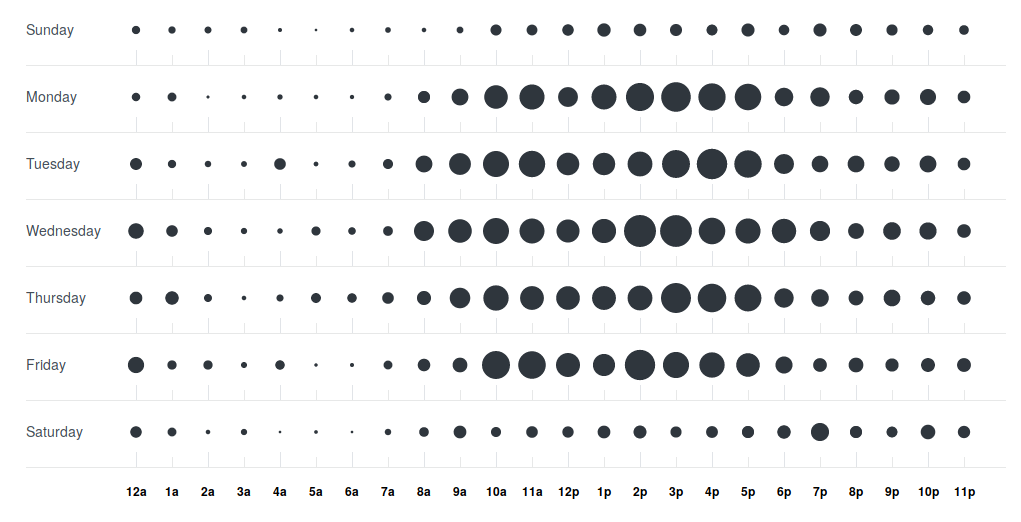 Sunday
Monday
Tuesday
Wednesday
Thursday
Friday
Saturday
12a 1a 2a 3a 4a 5a 6a 7a 8a 9a 10a 11a 12p 1p 2p 3p 4p 5p 6p 7p 8p 9p 10p 11p